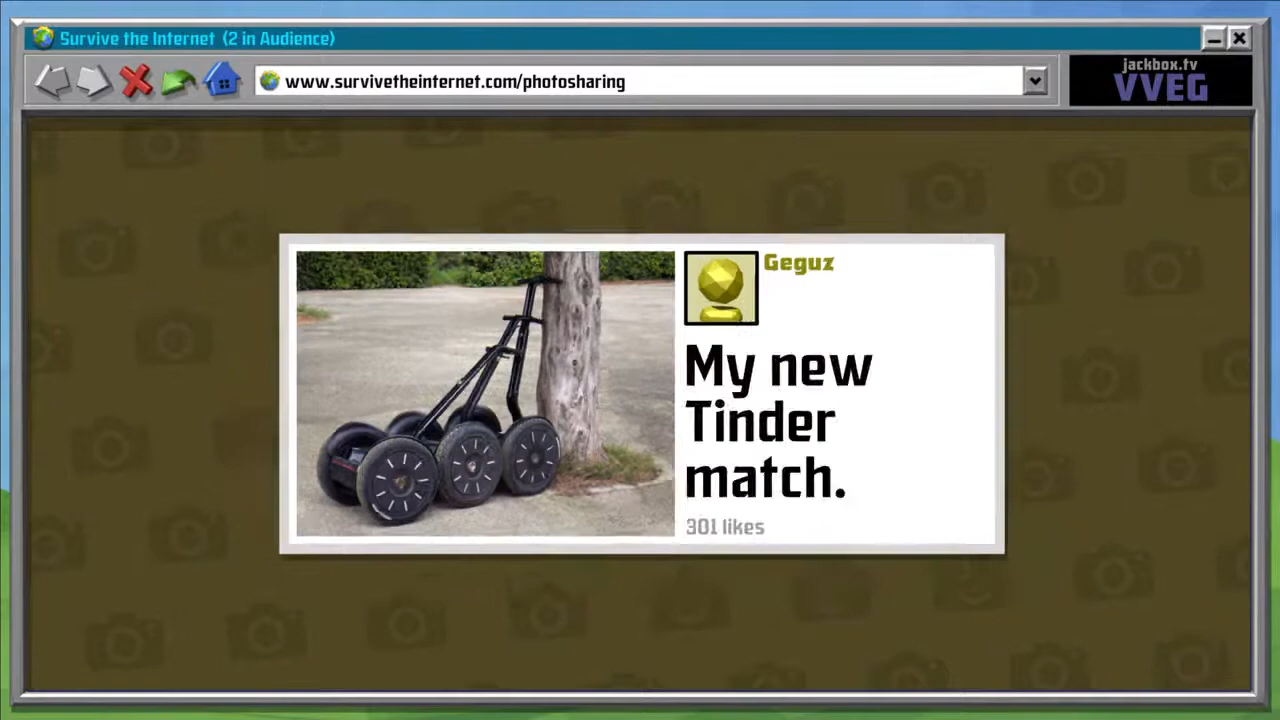 Survive the Internet (2 in Audience)
www.survivetheinternet.com/photosharing
jackbox.tv
VVEG
Geguz
My new
Tinder
match.
301 likes